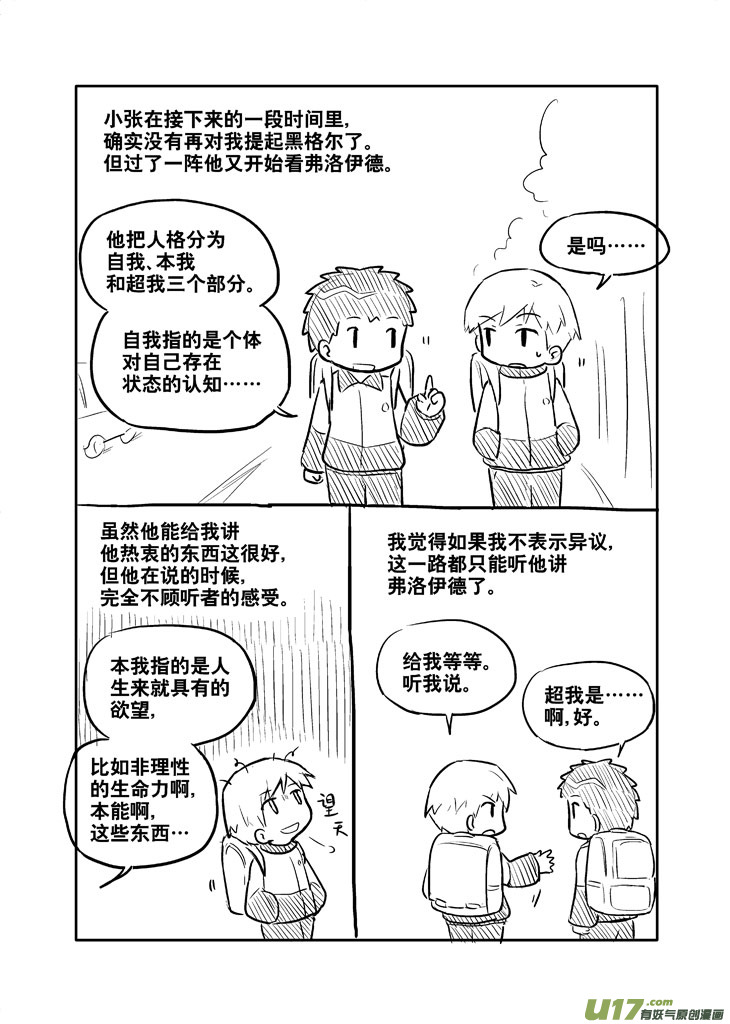 小张在接下来的一段时间里，
确实没有再对我提起黑格尔了。
但过了一阵他又开始看弗洛伊德。
他把人格分为
自我、本我
和超我三个部分。
自我指的是个体
对自己存在
状态的认知……
是吗……
虽然他能给我讲
他热衷的东西这很好，
但他在说的时候，
完全不顾听者的感受。
本我指的是人
生来就具有的
欲望，
比如非理性
的生命力啊，
本能啊，
这些东西…
望天
我觉得如果我不表示异议，
这一路都只能听他讲
弗洛伊德了。
给我等等。
听我说。
超我是……
啊，好。
U17.com
有妖气原创漫画